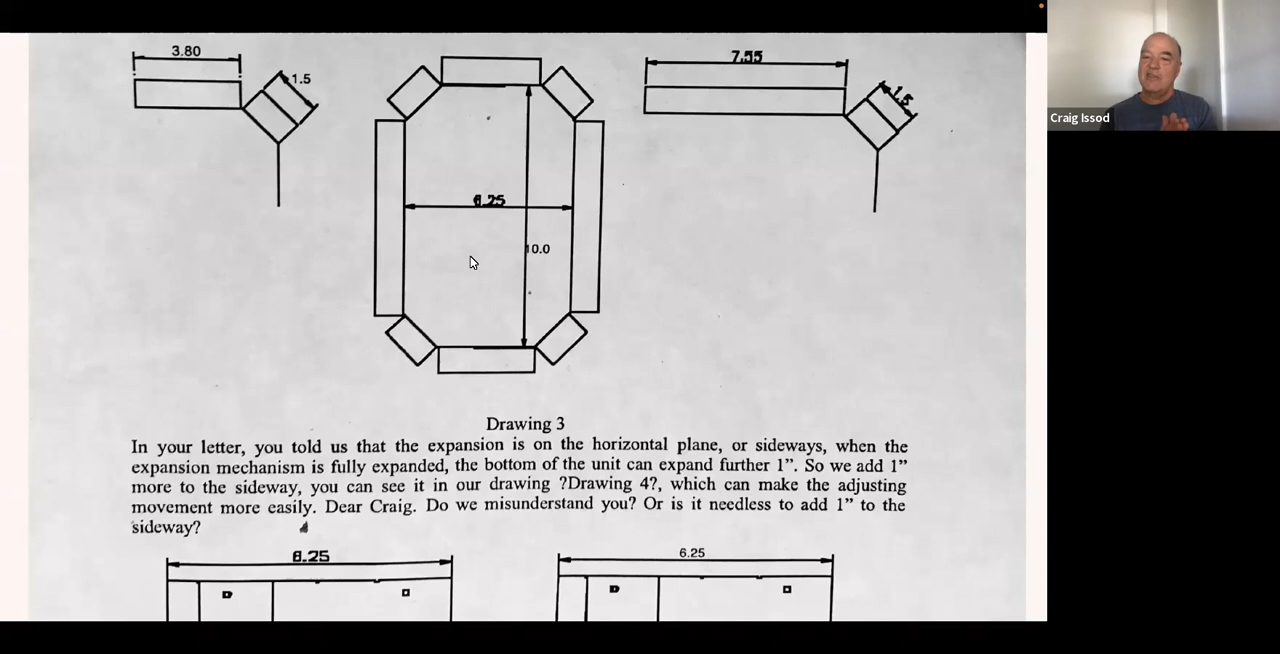 3.80
1.5
7.55
1.5
Craig Issod
6.25
10.0
Drawing 3
In your letter, you told us that the expansion is on the horizontal plane, or sideways, when the
expansion mechanism is fully expanded, the bottom of the unit can expand further 1”. So we add 1”
more to the sideway, you can see it in our drawing ?Drawing 4?, which can make the adjusting
movement more easily. Dear Craig. Do we misunderstand you? Or is it needless to add 1” to the
sideway?
6.25
D
6.25
D